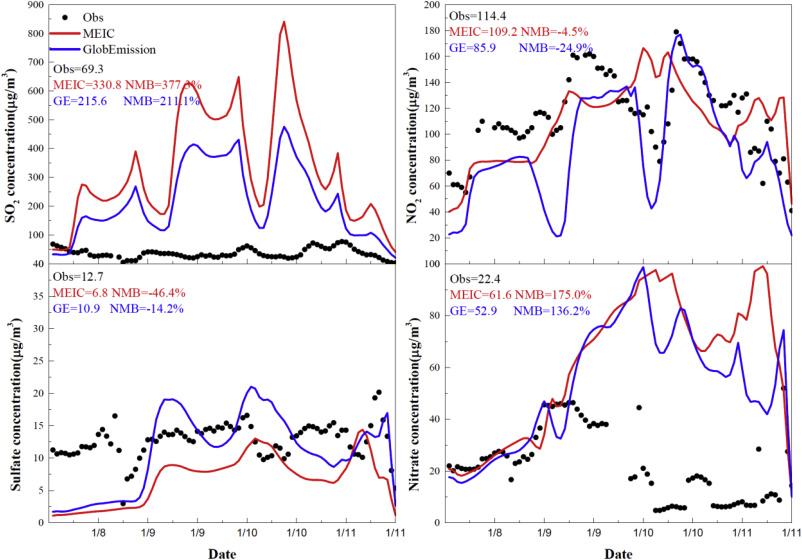 Obs
MEIC
GlobEmission
Obs=69.3
MEIC=330.8 NMB=377.1%
GE=215.6 NMB=211.1%
SO2 concentration(μg/m3)
900
800
700
600
500
400
300
200
100
Obs=114.4
MEIC=109.2 NMB=-4.5%
GE=85.9 NMB=-24.9%
NO2 concentration(μg/m3)
200
180
160
140
120
100
80
60
40
20
Obs=12.7
MEIC=6.8 NMB=-46.4%
GE=10.9 NMB=-14.2%
Sulfate concentration(μg/m3)
40
35
30
25
20
15
10
5
0
1/8 1/9 1/9 1/10 1/10 1/11 1/11
Date
Obs=22.4
MEIC=61.6 NMB=175.0%
GE=52.9 NMB=136.2%
Nitrate concentration(μg/m3)
100
80
60
40
20
0
1/8 1/9 1/9 1/10 1/10 1/11 1/11
Date